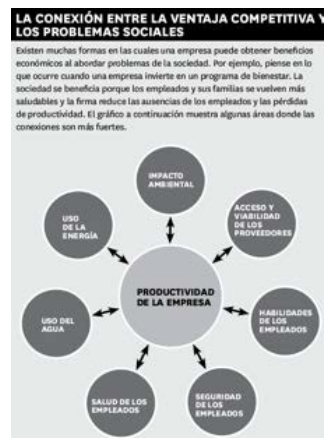 LA CONEXIÓN ENTRE LA VENTAJA COMPETITIVA Y
LOS PROBLEMAS SOCIALES
Existen muchas formas en las cuales una empresa puede obtener beneficios
económicos al abordar problemas de la sociedad. Por ejemplo, piense en lo
que ocurre cuando una empresa invierte en un programa de bienestar. La
sociedad se beneficia porque los empleados y sus familias se vuelven más
saludables y la firma reduce las ausencias de los empleados y las pérdidas
de productividad. El gráfico a continuación muestra algunas áreas donde las
conexiones son más fuertes.
IMPACTO
AMBIENTAL
ACCESO Y
VIABILIDAD
DE LOS
PROVEEDORES
HABILIDADES
DE LOS
EMPLEADOS
SEGURIDAD
DE LOS
EMPLEADOS
SALUD DE LOS
EMPLEADOS
USO DEL
AGUA
USO
DE LA
ENERGÍA
PRODUCTIVIDAD
DE LA EMPRESA